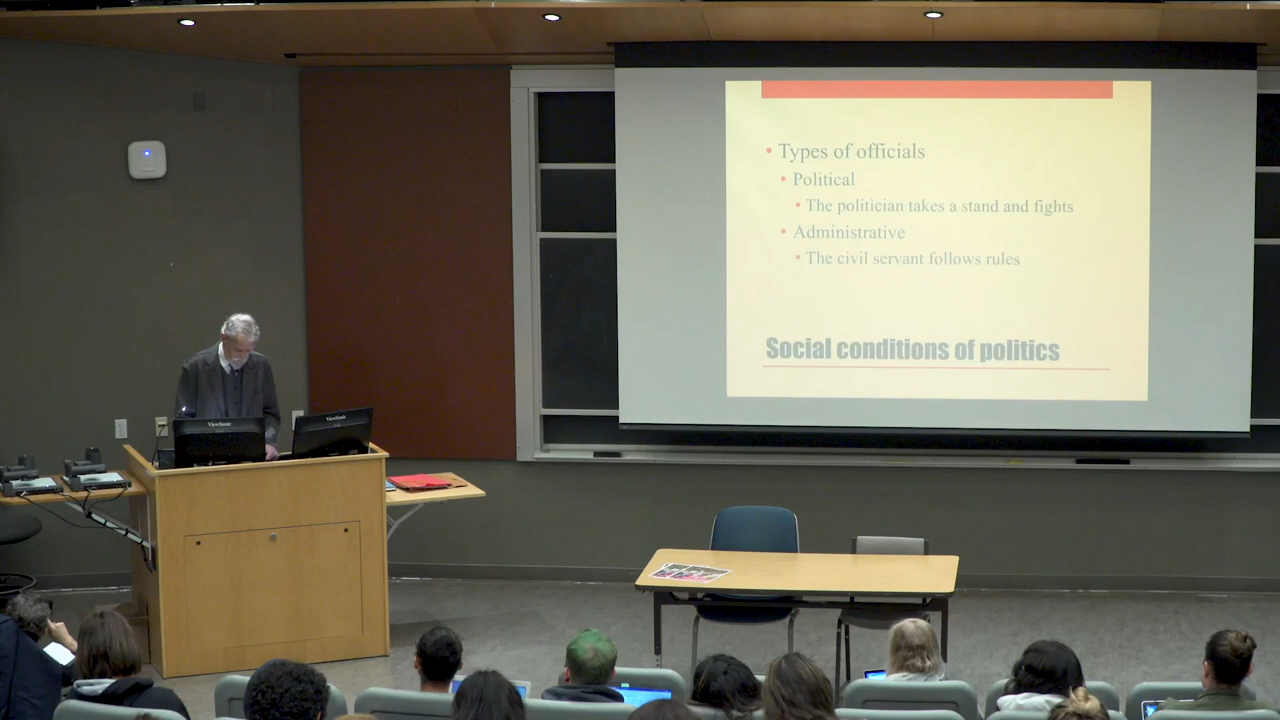 • Types of officials
• Political
• The politician takes a stand and fights
• Administrative
• The civil servant follows rules
Social conditions of politics
ViewSonic
ViewSonic